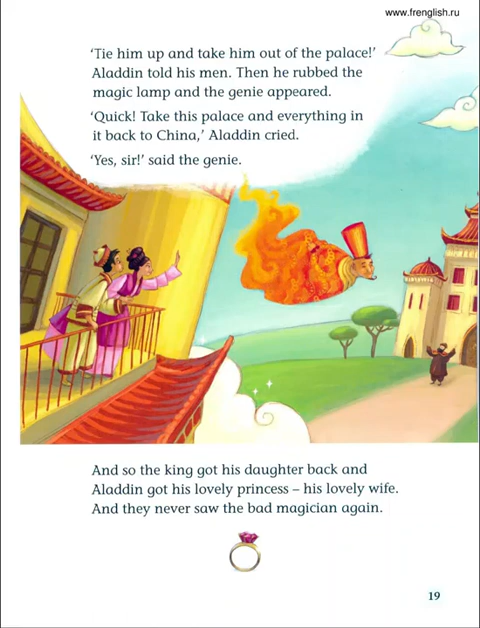 www.frenglish.ru
‘Tie him up and take him out of the palace!’
Aladdin told his men. Then he rubbed the
magic lamp and the genie appeared.
‘Quick! Take this palace and everything in
it back to China,’ Aladdin cried.
‘Yes, sir!’ said the genie.
And so the king got his daughter back and
Aladdin got his lovely princess – his lovely wife.
And they never saw the bad magician again.
19